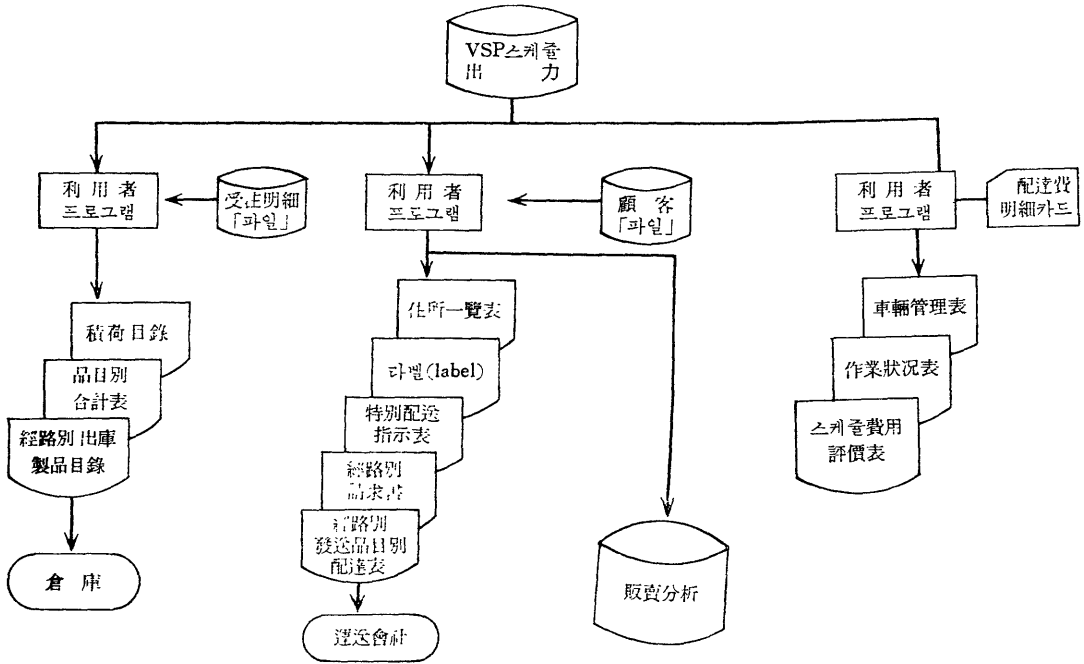 VSP스케줄
出 力
利 用 者
프로그램
受注明細
「파일」
利 用 者
프로그램
顧 客
「파일」
利 用 者
프로그램
配達費
明細카드
積荷目錄
品目別
合計表
經路別 出庫
製品目錄
倉 庫
住所一覽表
라벨(label)
特別配送
指示表
經路別
請求書
經路別
發送品目別
配達表
運送會社
販賣分析
車輛管理表
作業狀況表
스케줄費用
評價表